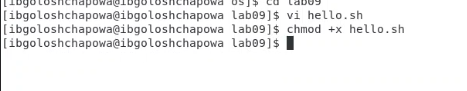 [ibgoloshchapowa@ibgoloshchapowa os]$ cd lab09
[ibgoloshchapowa@ibgoloshchapowa lab09]$ vi hello.sh
[ibgoloshchapowa@ibgoloshchapowa lab09]$ chmod +x hello.sh
[ibgoloshchapowa@ibgoloshchapowa lab09]$